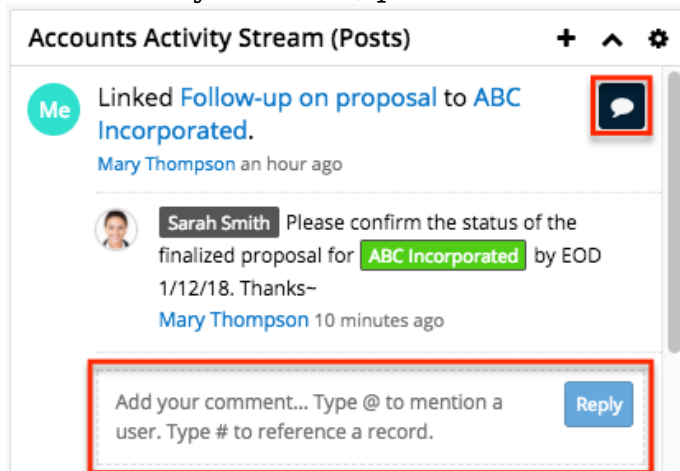 Accounts Activity Stream (Posts)
Me
Linked Follow-up on proposal to ABC
Incorporated.
Mary Thompson an hour ago
Sarah Smith Please confirm the status of the
finalized proposal for ABC Incorporated by EOD
1/12/18. Thanks~
Mary Thompson 10 minutes ago
Add your comment... Type @ to mention a
user. Type # to reference a record.
Reply